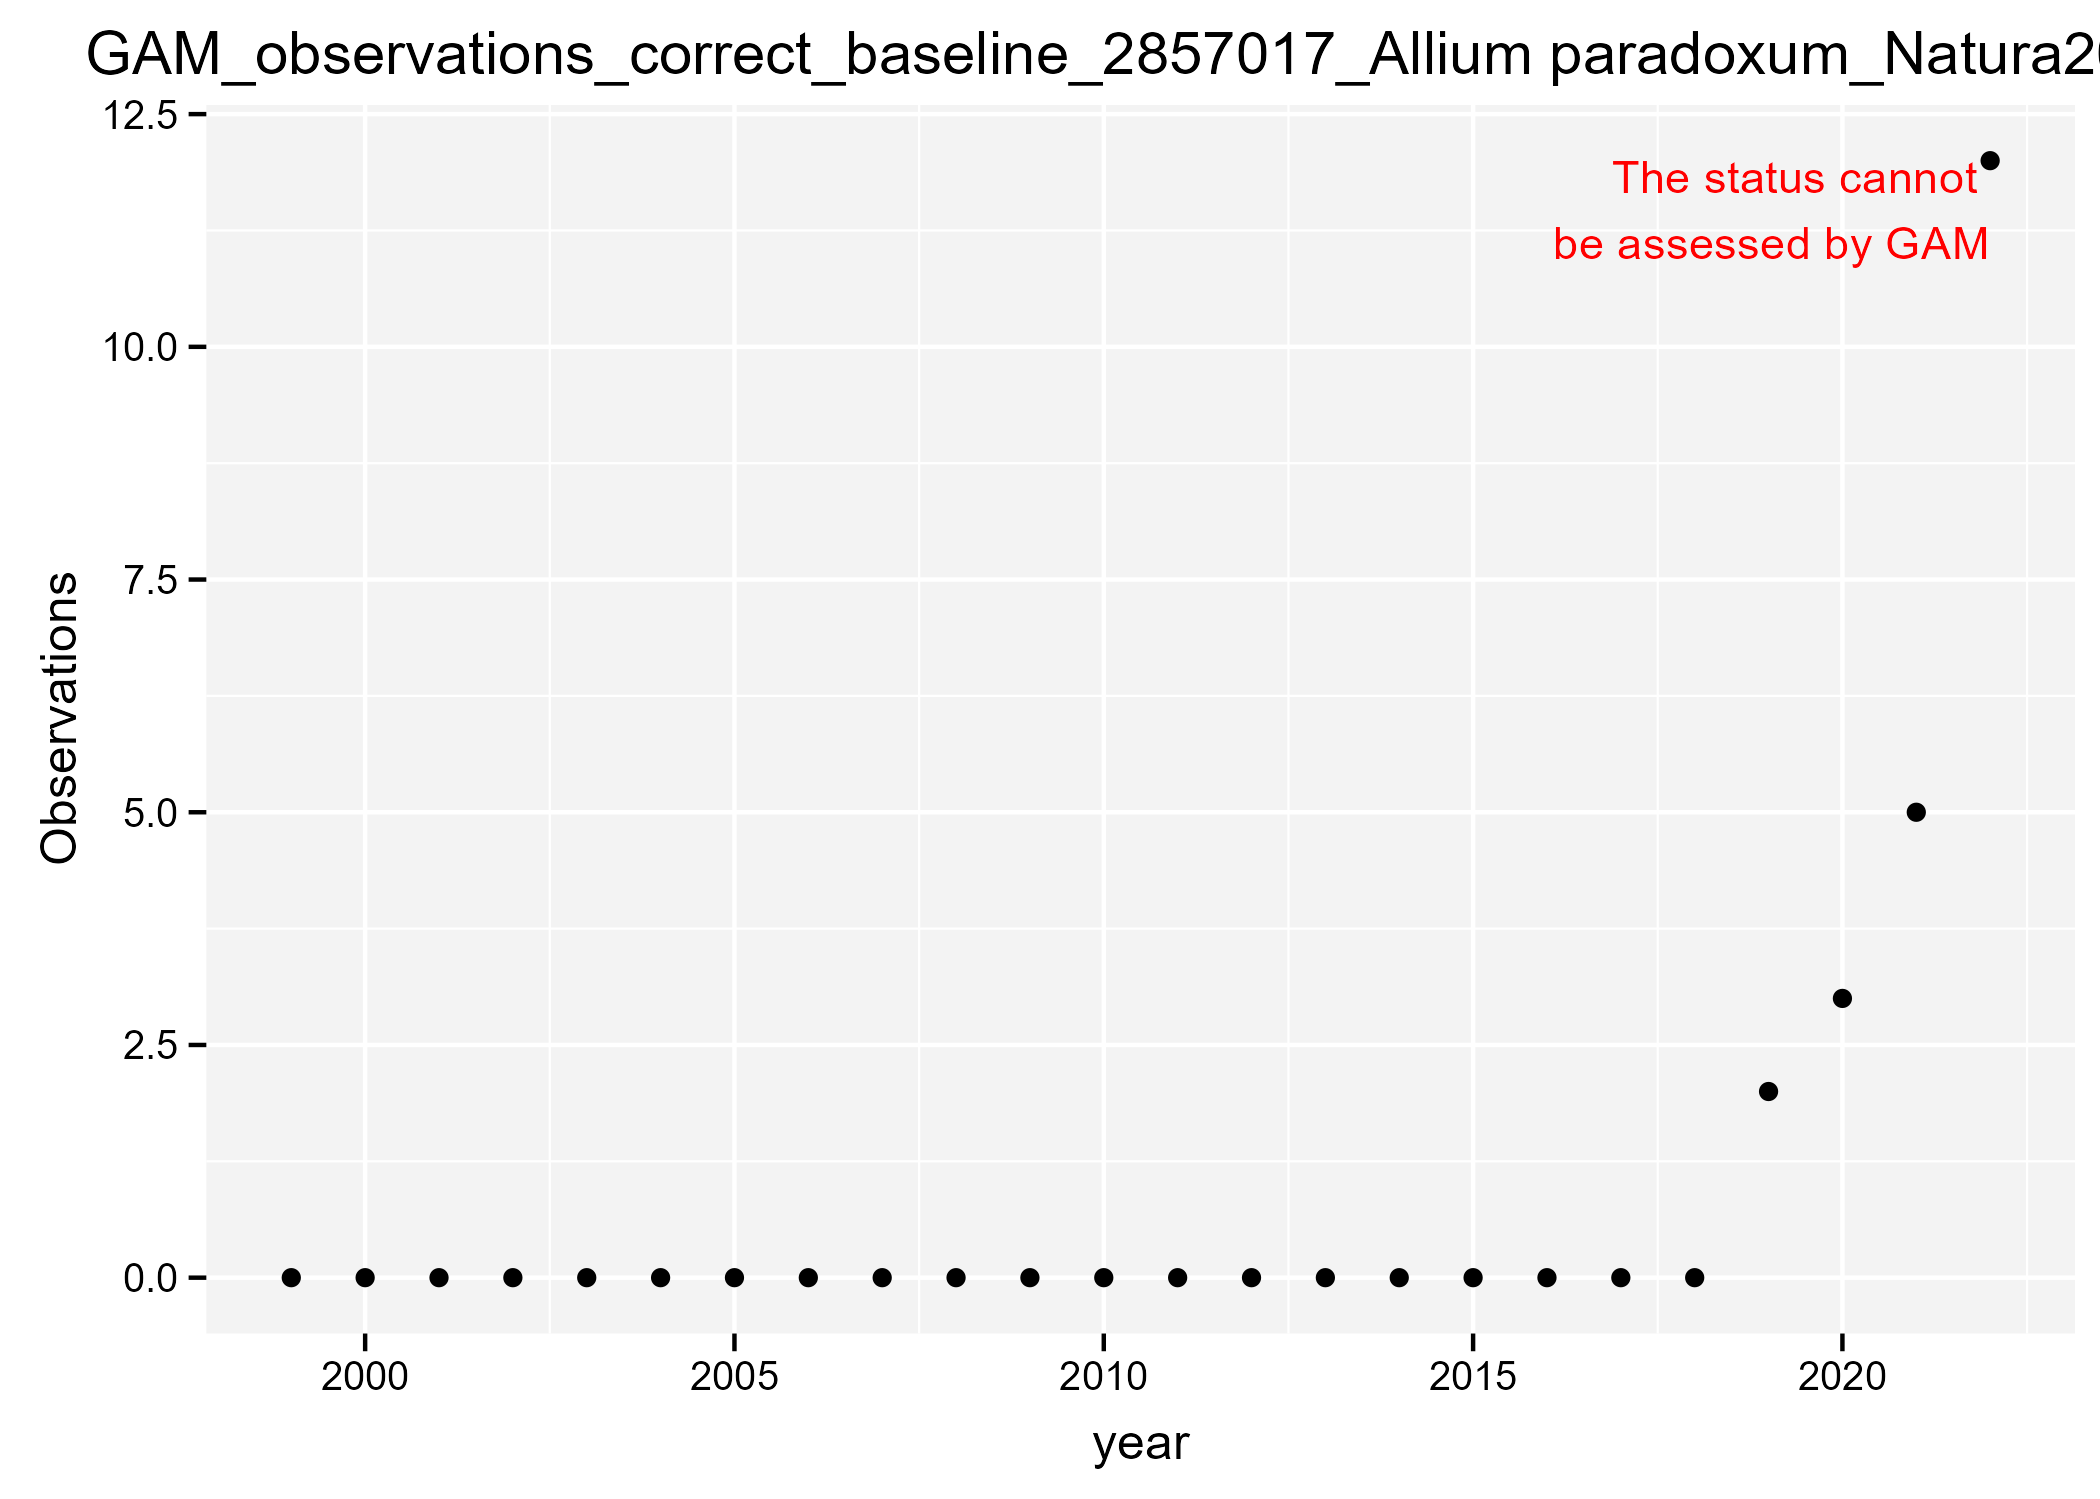 GAM_observations_correct_baseline_2857017_Allium paradoxum_Natura20
12.5
The status cannot
be assessed by GAM
10.0
7.5
Observations
5.0
2.5
0.0
2000 2005 2010 2015 2020
year